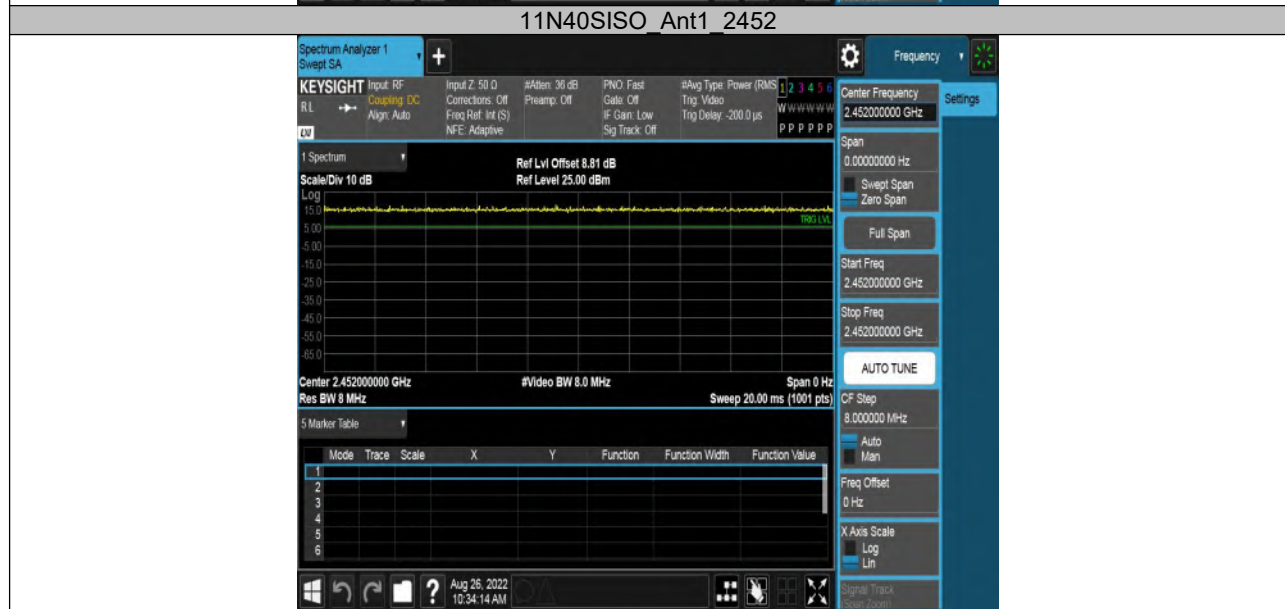 11N40SISO_Ant1_2452
Spectrum Analyzer 1
Swept SA
+
Frequency
KEYSIGHT
RL
Input: RF
Coupling: DC
Align: Auto
Input Z: 50 Ω
Corrections: Off
Freq Ref: Int (S)
NFE: Adaptive
#Atten: 36 dB
Preamp: Off
PNO: Fast
Gate: Off
IF Gain: Low
Sig Track: Off
#Avg Type: Power (RMS
Trig: Video
Trig Delay: -200.0 µs
1 2 3 4 5 6
W W W W W W
P P P P P P
Center Frequency
2.452000000 GHz
Settings
Span
0.00000000 Hz
Swept Span
Zero Span
Full Span
Start Freq
2.452000000 GHz
Stop Freq
2.452000000 GHz
AUTO TUNE
CF Step
8.000000 MHz
Auto
Man
Freq Offset
0 Hz
X Axis Scale
Log
Lin
Signal Track
(Span Zoom)
1 Spectrum
Scale/Div 10 dB
Ref Lvl Offset 8.81 dB
Ref Level 25.00 dBm
Log
15.0
5.00
-5.00
-15.0
-25.0
-35.0
-45.0
-55.0
-65.0
TRIG LVL
Center 2.452000000 GHz
#Video BW 8.0 MHz
Span 0 Hz
Res BW 8 MHz
Sweep 20.00 ms (1001 pts)
5 Marker Table
Mode Trace Scale X Y Function Function Width Function Value
1
2
3
4
5
6
?
Aug 26, 2022
10:34:14 AM